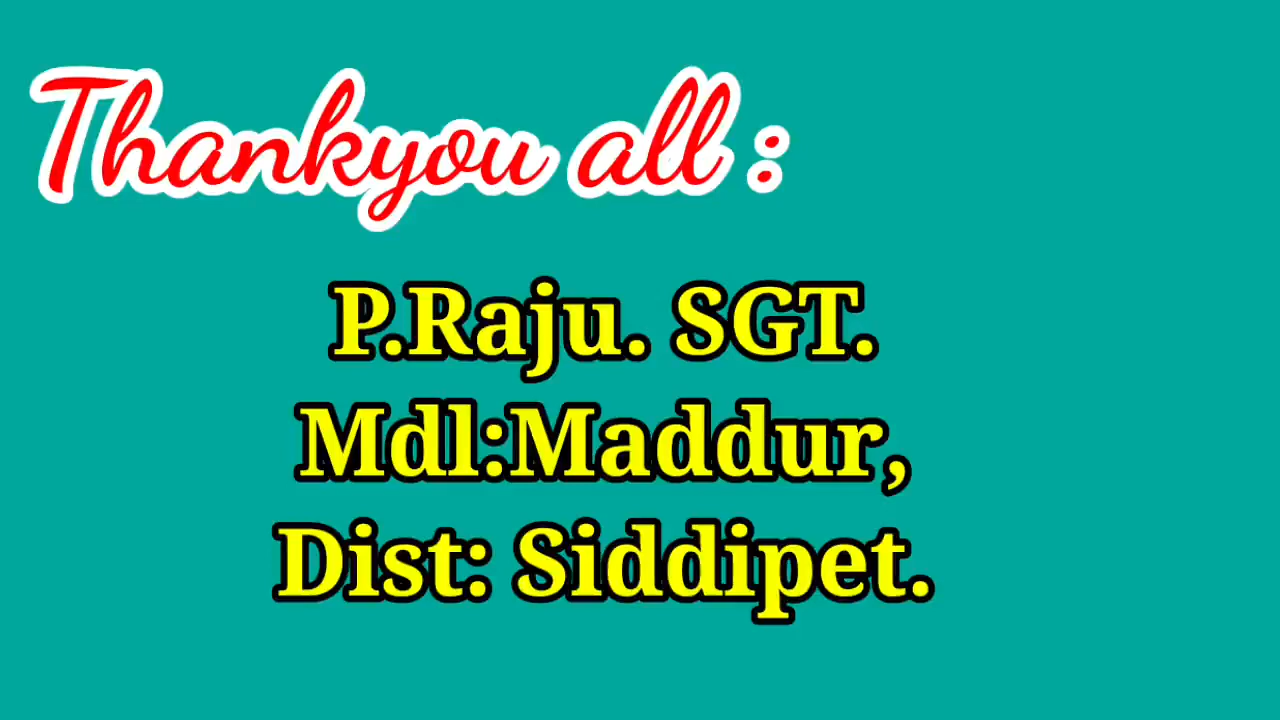 Thankyou all :
P.Raju. SGT.
Mdl:Maddur,
Dist: Siddipet.